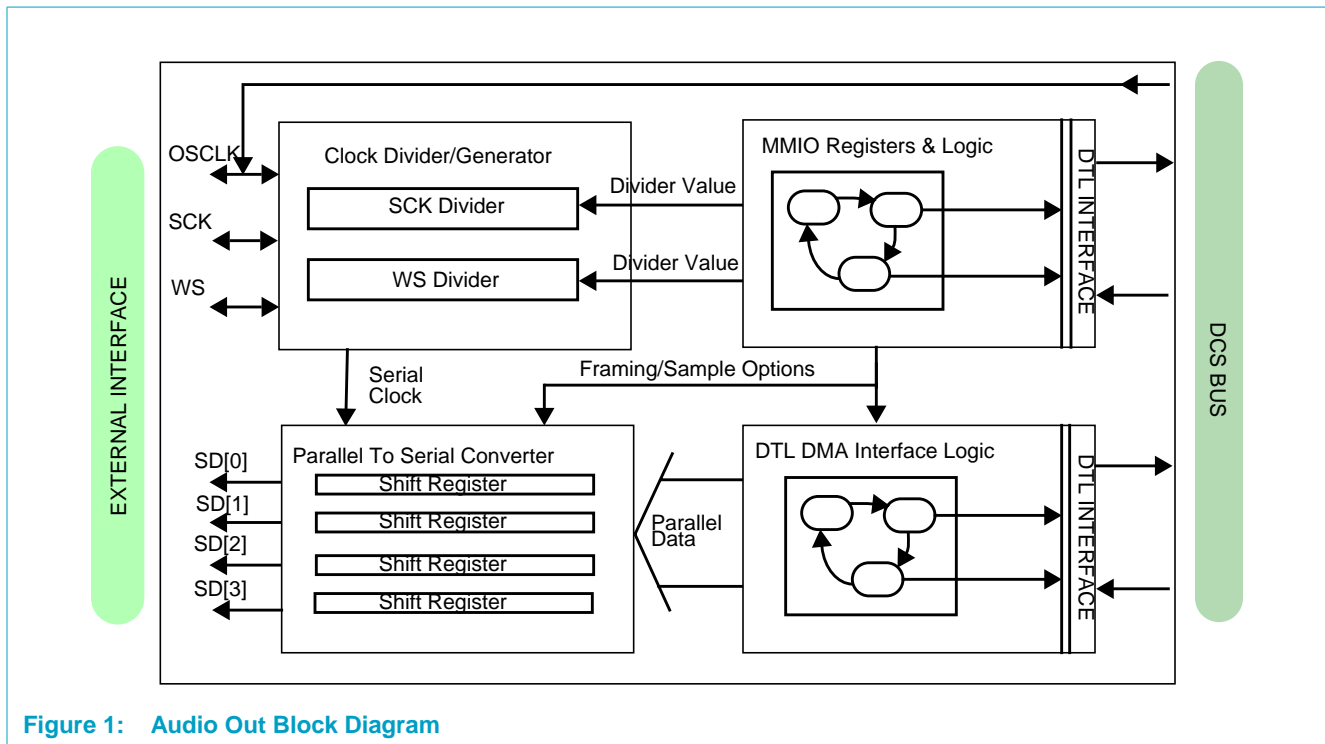 EXTERNAL INTERFACE
OSCLK
SCK
WS
Clock Divider/Generator
SCK Divider
WS Divider
Divider Value
Divider Value
MMIO Registers & Logic
DTL INTERFACE
DCS BUS
Serial
Clock
Framing/Sample Options
SD[0]
SD[1]
SD[2]
SD[3]
Parallel To Serial Converter
Shift Register
Shift Register
Shift Register
Shift Register
Parallel
Data
DTL DMA Interface Logic
DTL INTERFACE
Figure 1: Audio Out Block Diagram